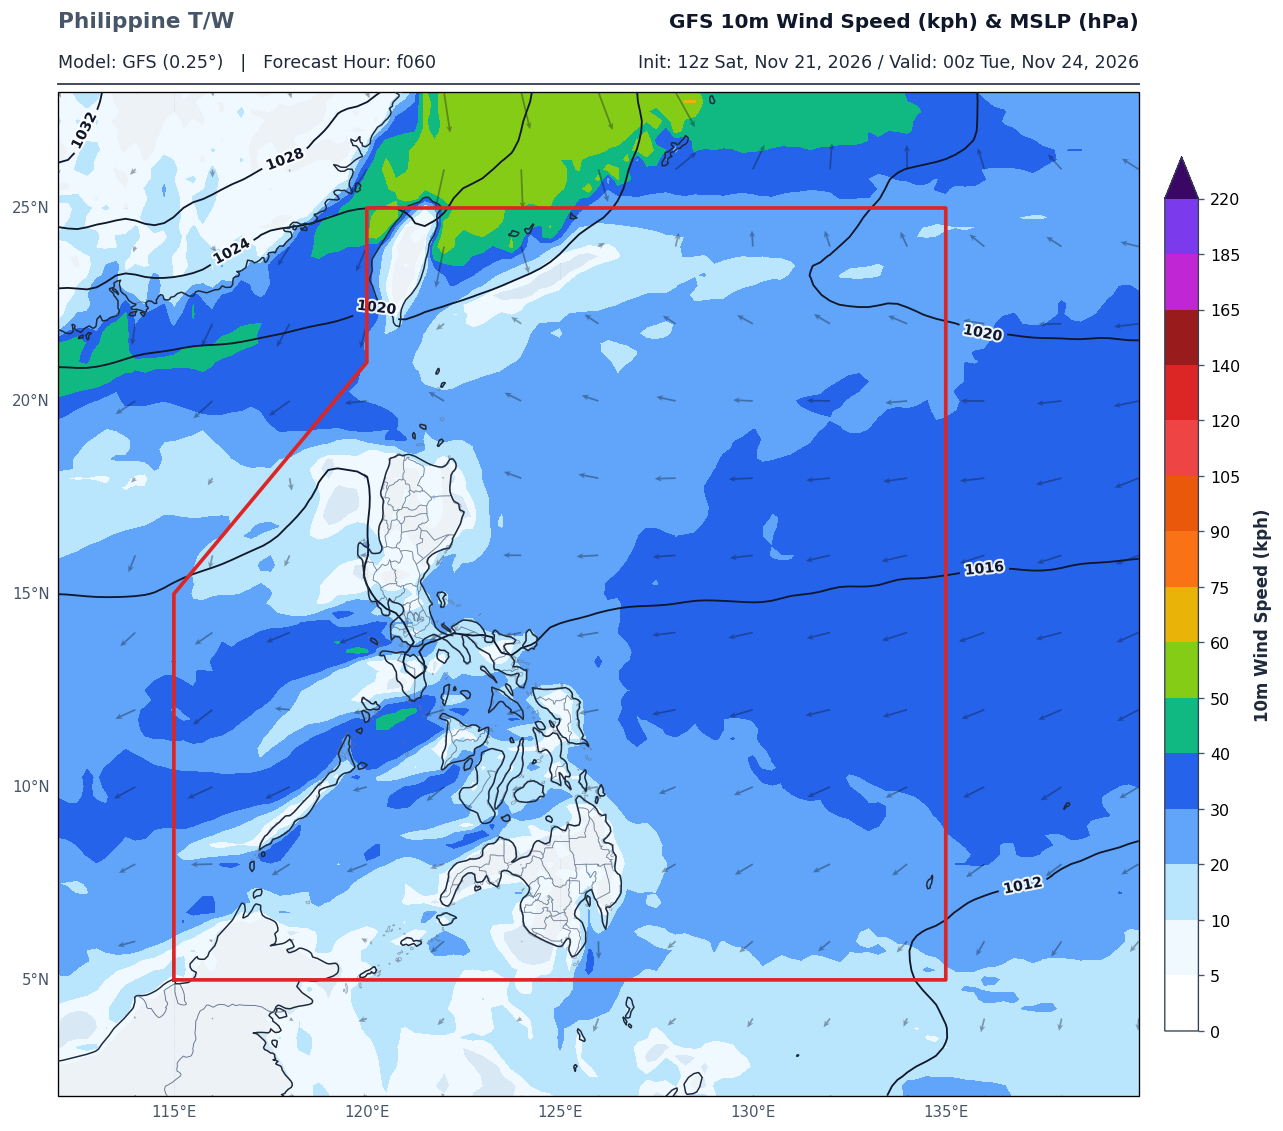 Philippine T/W
GFS 10m Wind Speed (kph) & MSLP (hPa)
Model: GFS (0.25°) | Forecast Hour: f060
Init: 12z Sat, Nov 21, 2026 / Valid: 00z Tue, Nov 24, 2026
1032
1028
1024
1020
1020
1016
1012
25°N
20°N
15°N
10°N
5°N
115°E
120°E
125°E
130°E
135°E
220
185
165
140
120
105
90
75
60
50
40
30
20
10
5
0
10m Wind Speed (kph)